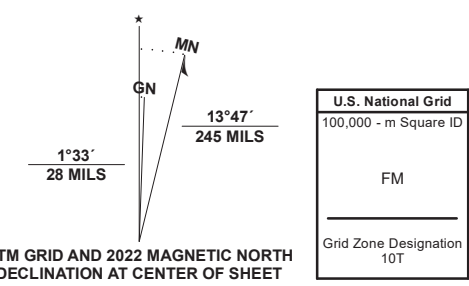 MN
GN
13°47´
245 MILS
1°33´
28 MILS
TM GRID AND 2022 MAGNETIC NORTH
DECLINATION AT CENTER OF SHEET
U.S. National Grid
100,000 - m Square ID
FM
Grid Zone Designation
10T